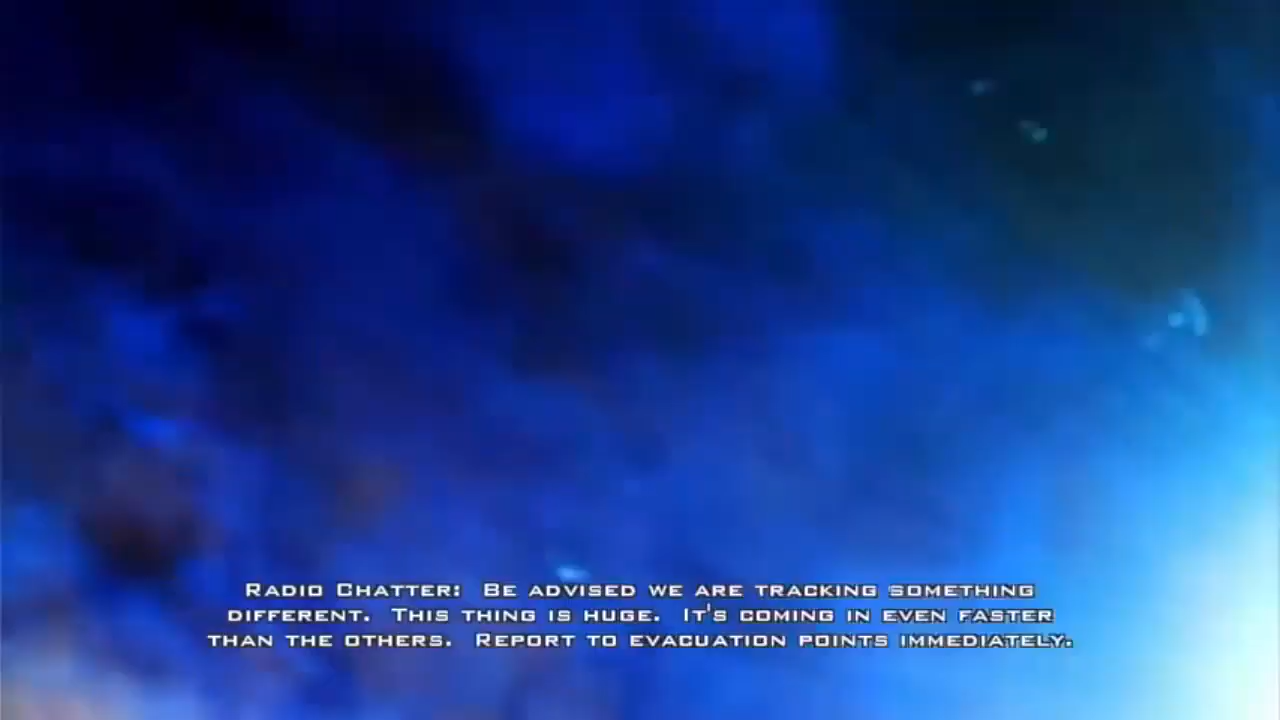 Radio Chatter: Be advised we are tracking something
different. This thing is huge. It's coming in even faster
than the others. Report to evacuation points immediately.